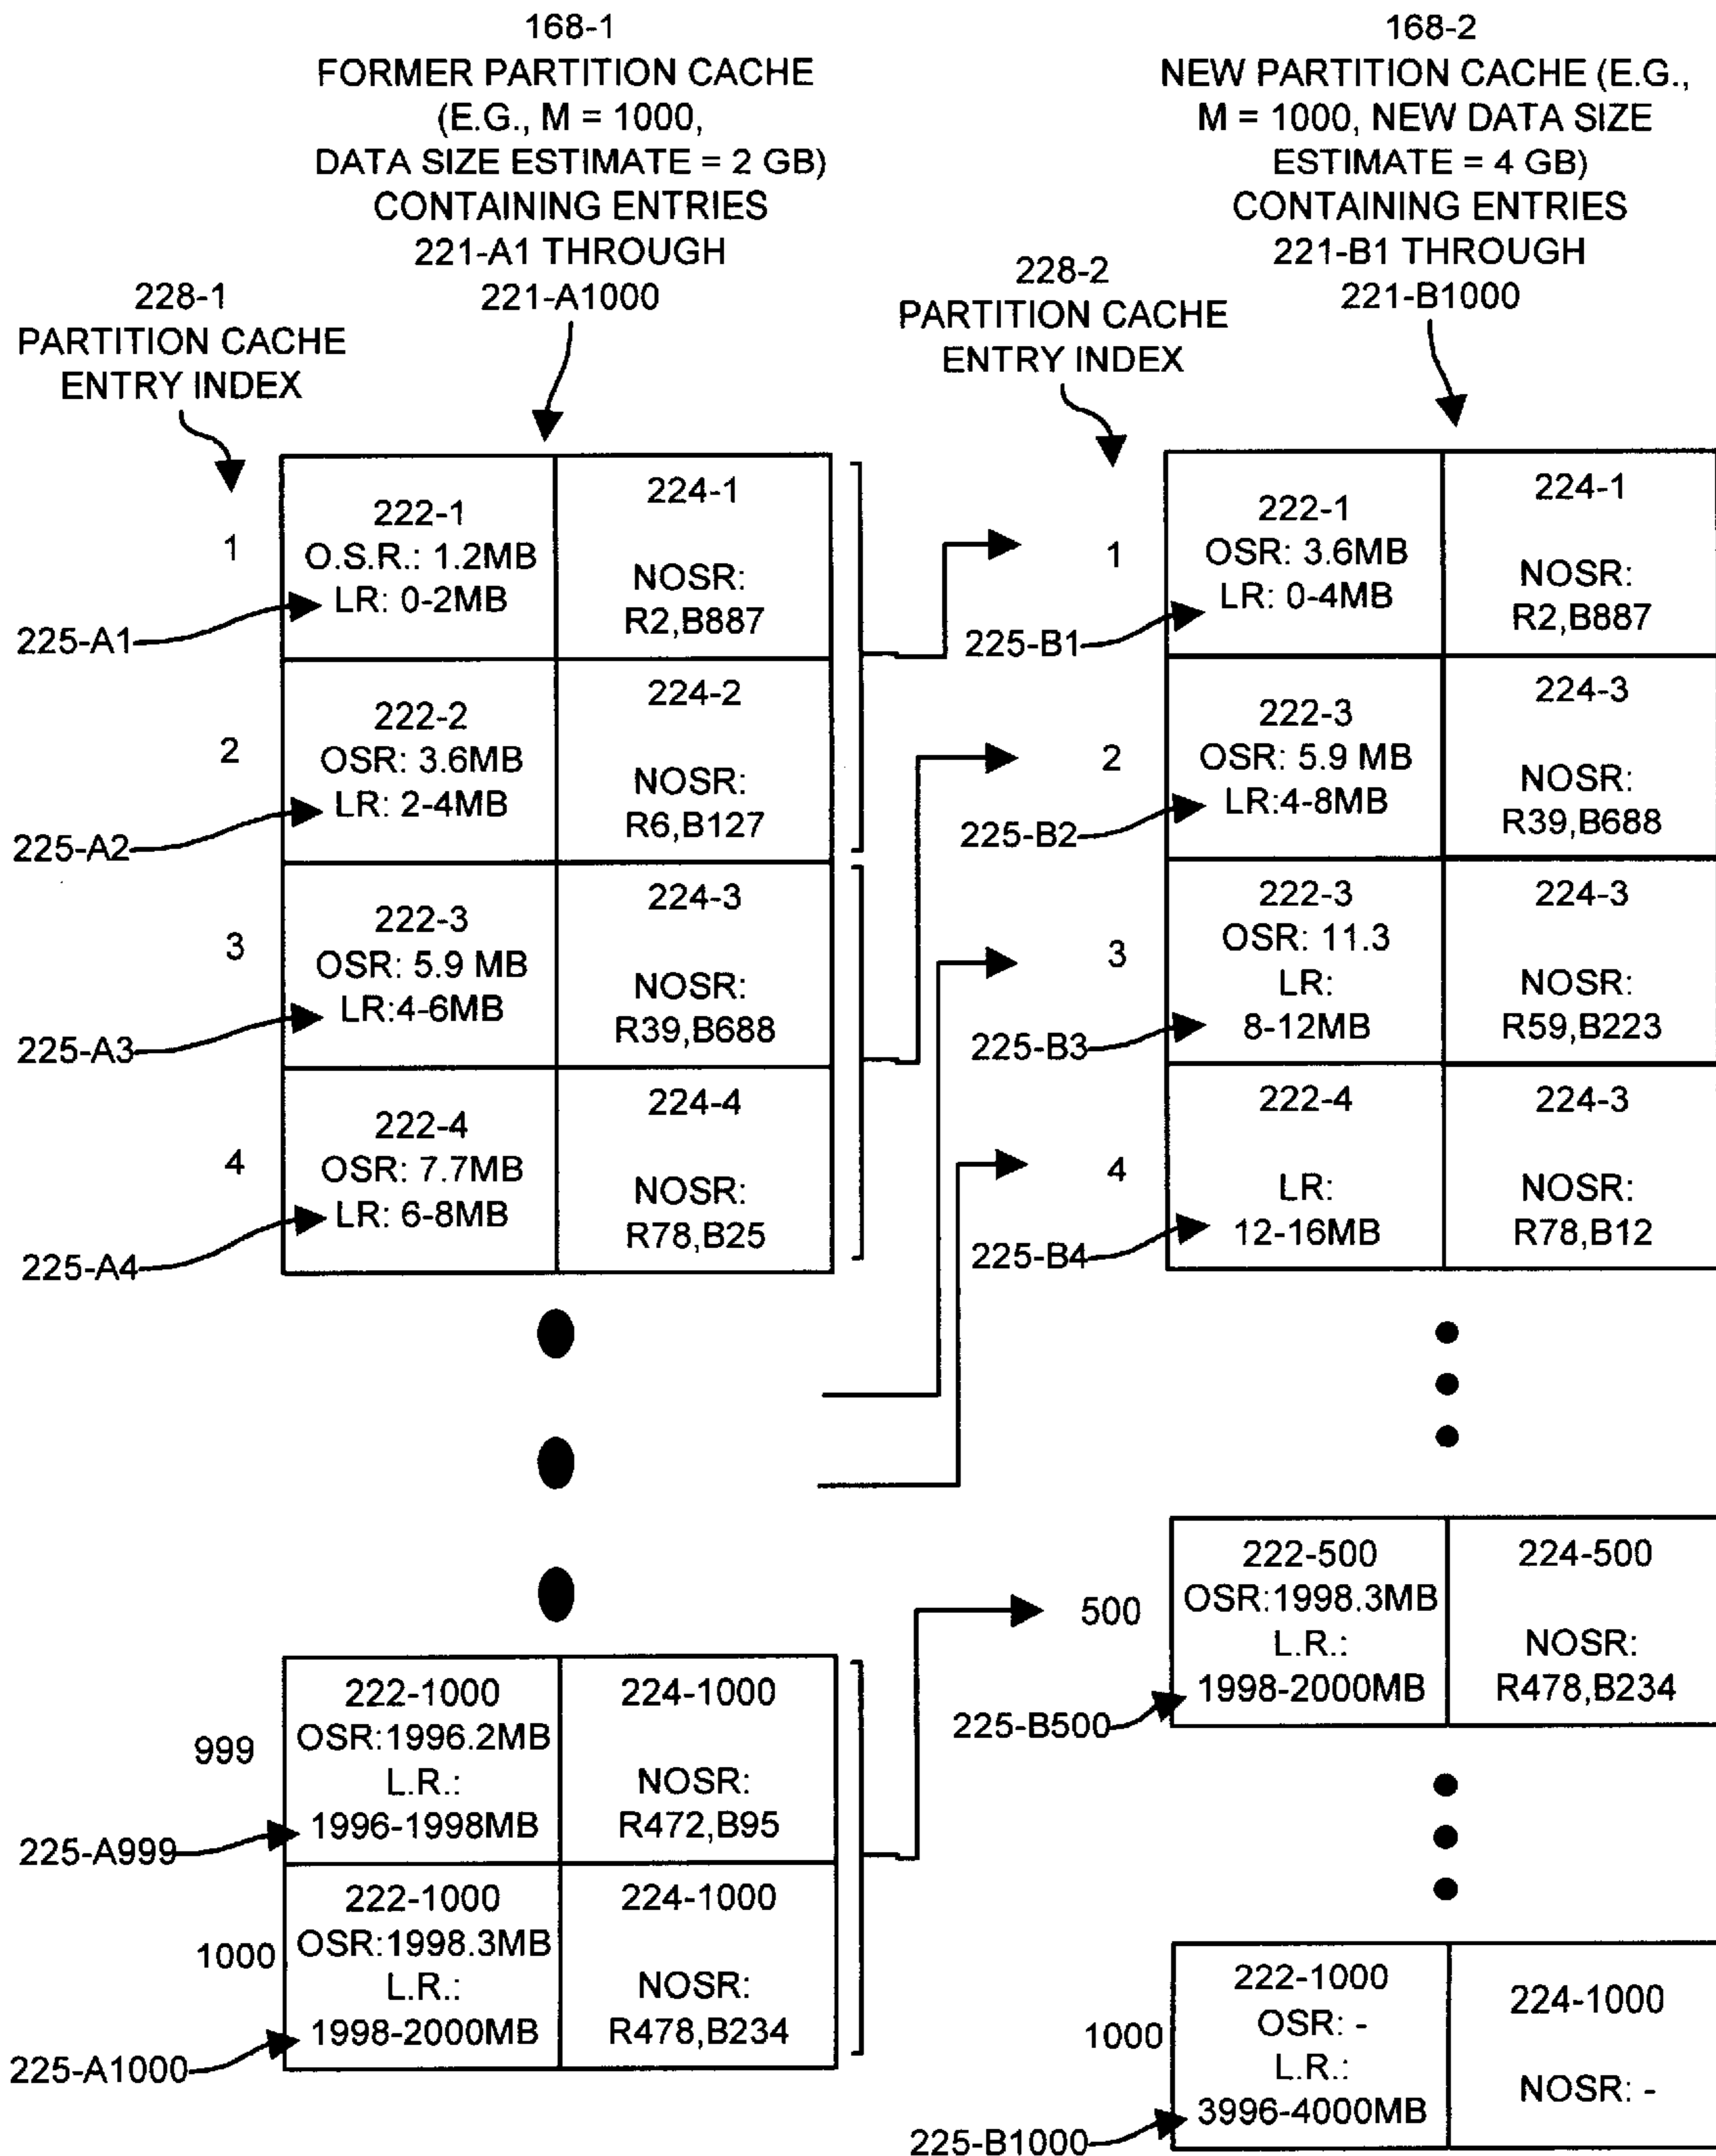 168-1
FORMER PARTITION CACHE
(E.G., M = 1000,
DATA SIZE ESTIMATE = 2 GB)
CONTAINING ENTRIES
221-A1 THROUGH
221-A1000
168-2
NEW PARTITION CACHE (E.G.,
M = 1000, NEW DATA SIZE
ESTIMATE = 4 GB)
CONTAINING ENTRIES
221-B1 THROUGH
221-B1000
228-1
PARTITION CACHE
ENTRY INDEX
228-2
PARTITION CACHE
ENTRY INDEX
1
222-1
O.S.R.: 1.2MB
LR: 0-2MB
224-1
NOSR:
R2,B887
225-A1
2
222-2
OSR: 3.6MB
LR: 2-4MB
224-2
NOSR:
R6,B127
225-A2
3
222-3
OSR: 5.9 MB
LR:4-6MB
224-3
NOSR:
R39,B688
225-A3
4
222-4
OSR: 7.7MB
LR: 6-8MB
224-4
NOSR:
R78,B25
225-A4
999
222-1000
OSR:1996.2MB
L.R.:
1996-1998MB
224-1000
NOSR:
R472,B95
225-A999
1000
222-1000
OSR:1998.3MB
L.R.:
1998-2000MB
224-1000
NOSR:
R478,B234
225-A1000
1
222-1
OSR: 3.6MB
LR: 0-4MB
224-1
NOSR:
R2,B887
225-B1
2
222-3
OSR: 5.9 MB
LR:4-8MB
224-3
NOSR:
R39,B688
225-B2
3
222-3
OSR: 11.3
LR:
8-12MB
224-3
NOSR:
R59,B223
225-B3
4
222-4
LR:
12-16MB
224-3
NOSR:
R78,B12
225-B4
500
222-500
OSR:1998.3MB
L.R.:
1998-2000MB
224-500
NOSR:
R478,B234
225-B500
1000
222-1000
OSR: -
L.R.:
3996-4000MB
224-1000
NOSR: -
225-B1000